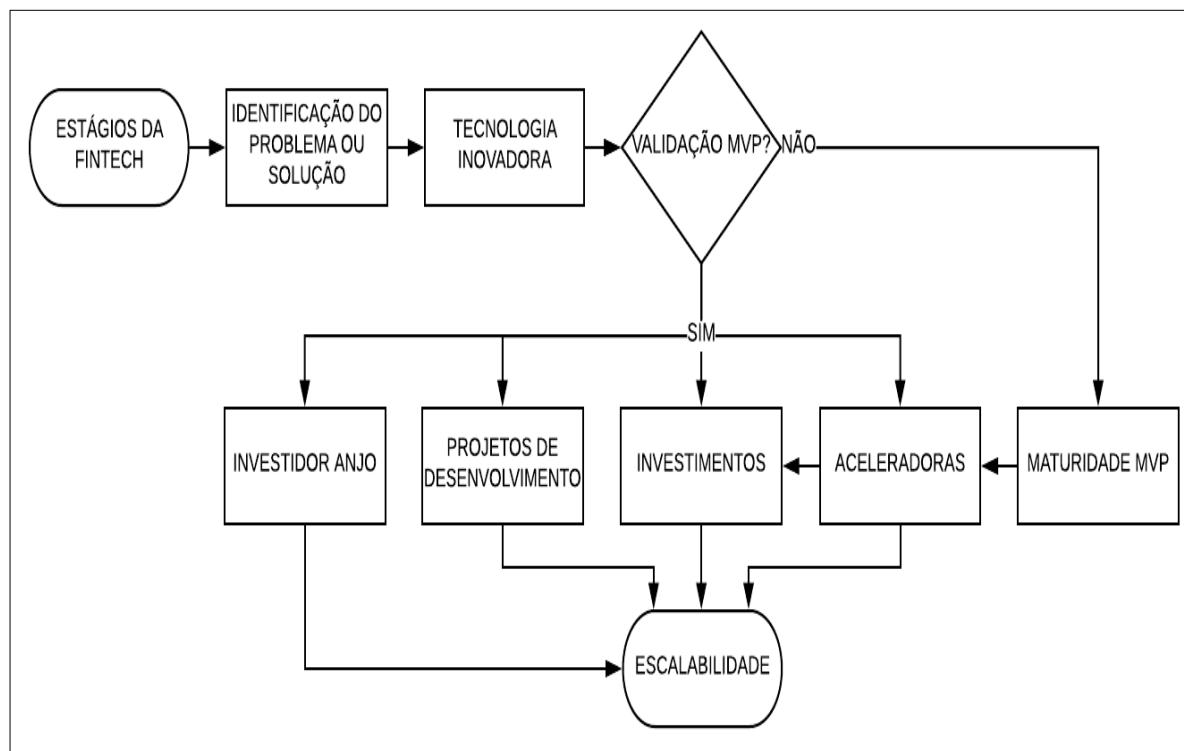 ESTÁGIOS DA
FINTECH
IDENTIFICAÇÃO DO
PROBLEMA OU
SOLUÇÃO
TECNOLOGIA
INOVADORA
VALIDAÇÃO MVP?
NÃO
SIM
INVESTIDOR ANJO
PROJETOS DE
DESENVOLVIMENTO
INVESTIMENTOS
ACELERADORAS
MATURIDADE MVP
ESCALABILIDADE